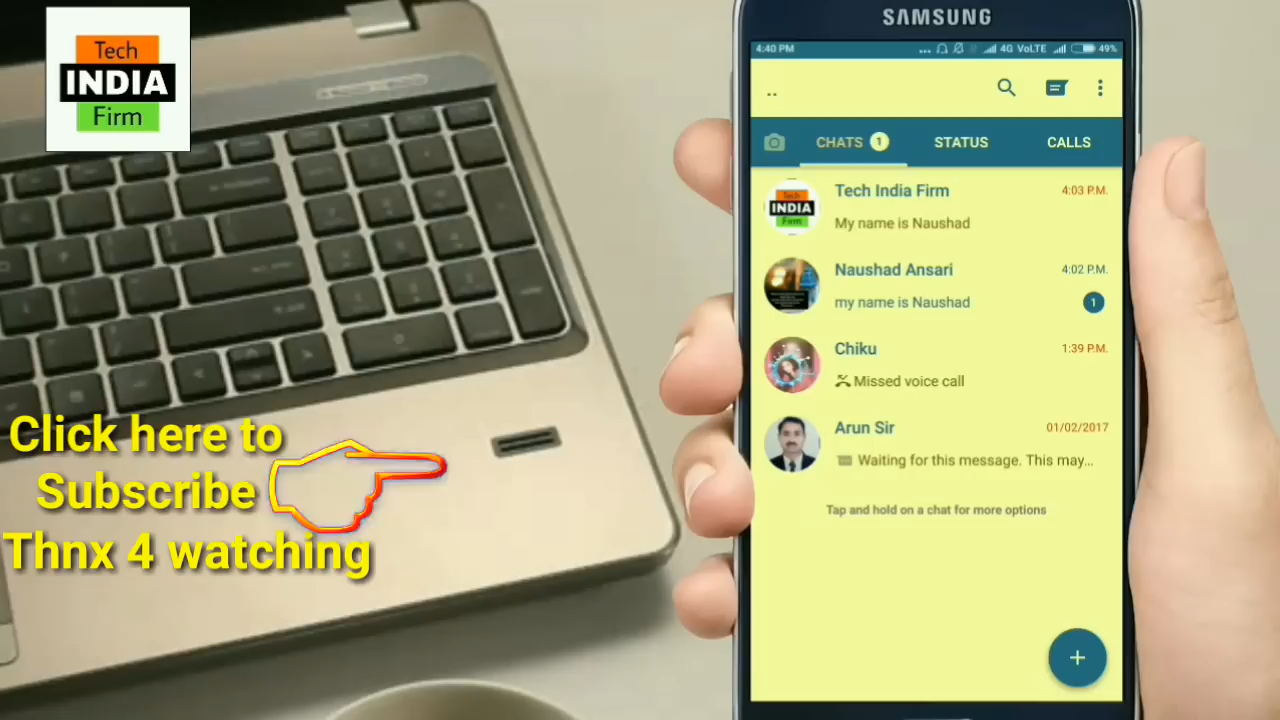 Tech
INDIA
Firm
SAMSUNG
4:40 PM
4G VoLTE
49%
..
CHATS 1
STATUS
CALLS
Tech
INDIA
Firm
Tech India Firm
4:03 P.M.
My name is Naushad
Naushad Ansari
4:02 P.M.
my name is Naushad
1
Chiku
1:39 P.M.
Missed voice call
Arun Sir
01/02/2017
Waiting for this message. This may...
Tap and hold on a chat for more options
+
Click here to
Subscribe
Thnx 4 watching